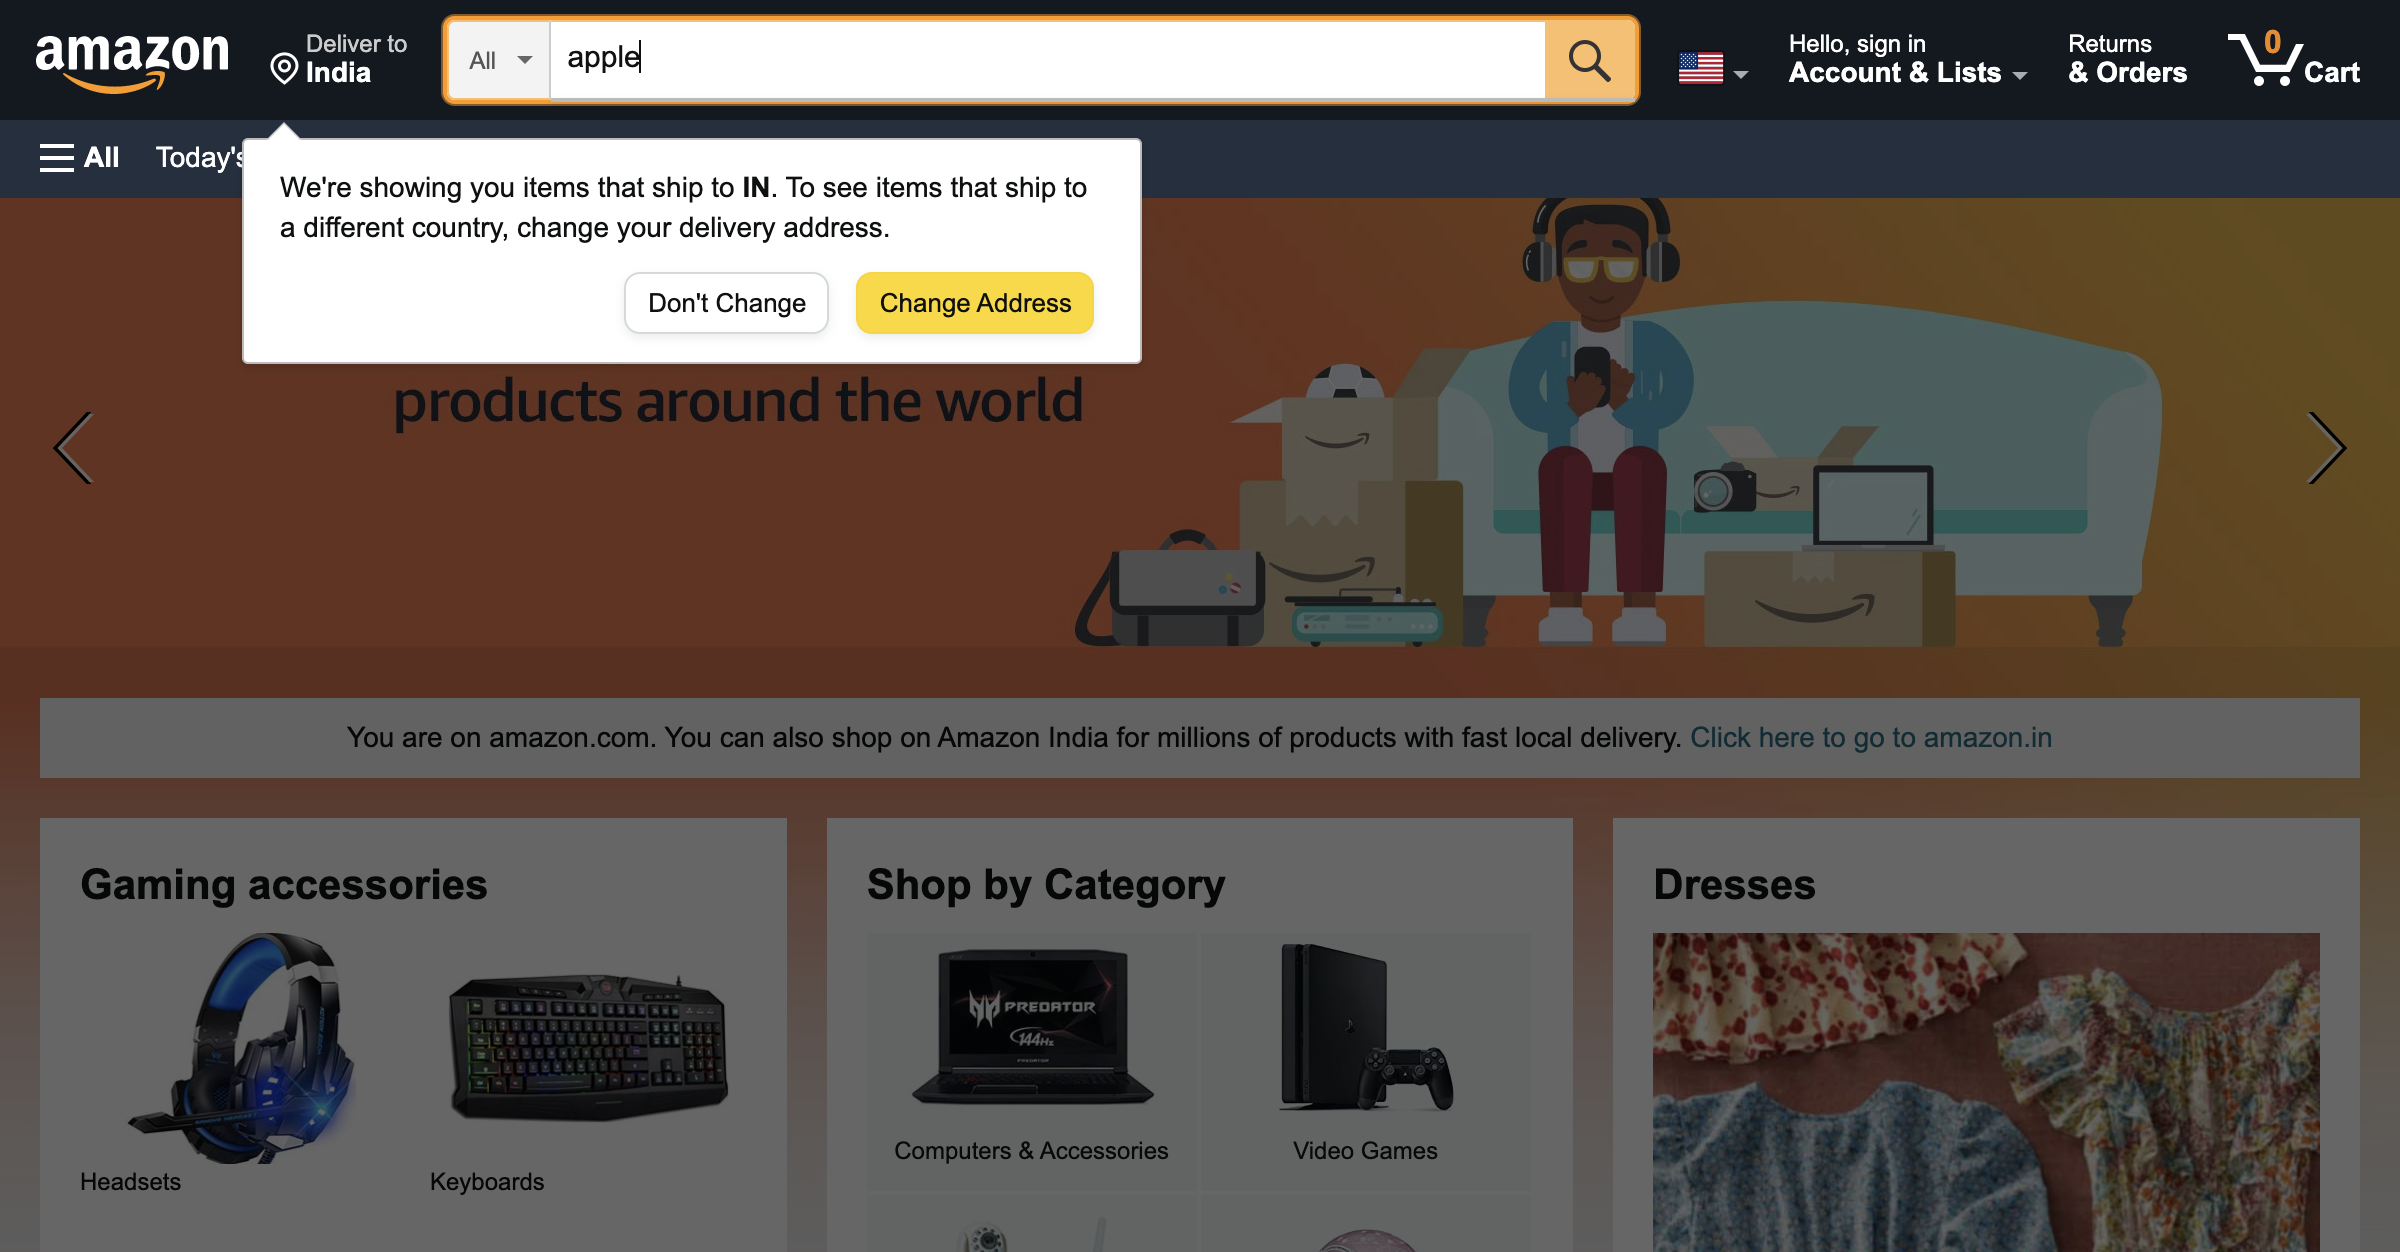 amazon
Deliver to
India
All
apple
Hello, sign in
Account & Lists
Returns
& Orders
0
Cart
All
Today's
We're showing you items that ship to IN. To see items that ship to
a different country, change your delivery address.
Don't Change
Change Address
products around the world
You are on amazon.com. You can also shop on Amazon India for millions of products with fast local delivery. Click here to go to amazon.in
Gaming accessories
Shop by Category
Dresses
PREDATOR
144Hz
PREDATOR
Computers & Accessories
Video Games
Headsets
Keyboards